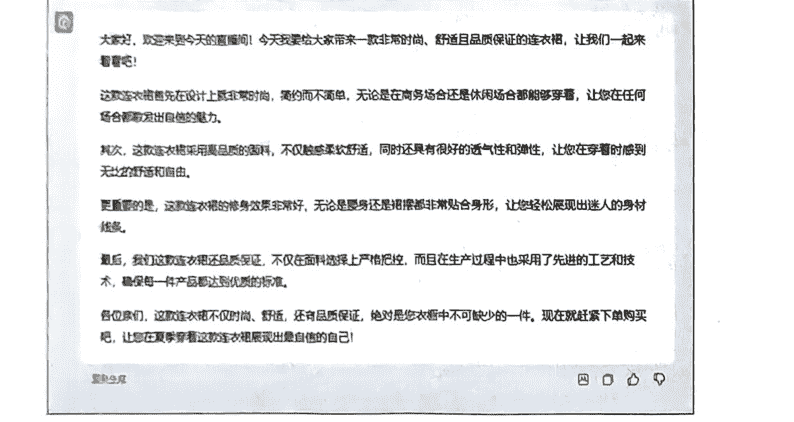 大家好，欢迎来到今天的直播间！今天我要给大家带来一款非常时尚、舒适且品质保证的连衣裙，让我们一起来
看看吧！
这款连衣裙首先在设计上就非常时尚，简约而不简单，无论是在商务场合还是休闲场合都能够穿着，让您在任何
场合都散发出自信的魅力。
其次，这款连衣裙采用高品质的面料，不仅触感柔软舒适，同时还具有很好的透气性和弹性，让您在穿着时感到
无比的舒适和自由。
更重要的是，这款连衣裙的修身效果非常好，无论是腰身还是裙摆都非常贴合身形，让您轻松展现出迷人的身材
线条。
最后，我们这款连衣裙还品质保证，不仅在面料选择上严格把控，而且在生产过程中也采用了先进的工艺和技
术，确保每一件产品都达到优质的标准。
各位亲们，这款连衣裙不仅时尚、舒适，还有品质保证，绝对是您衣橱中不可缺少的一件。现在就赶紧下单购买
吧，让您在夏季穿着这款连衣裙展现出最自信的自己！
重新生成